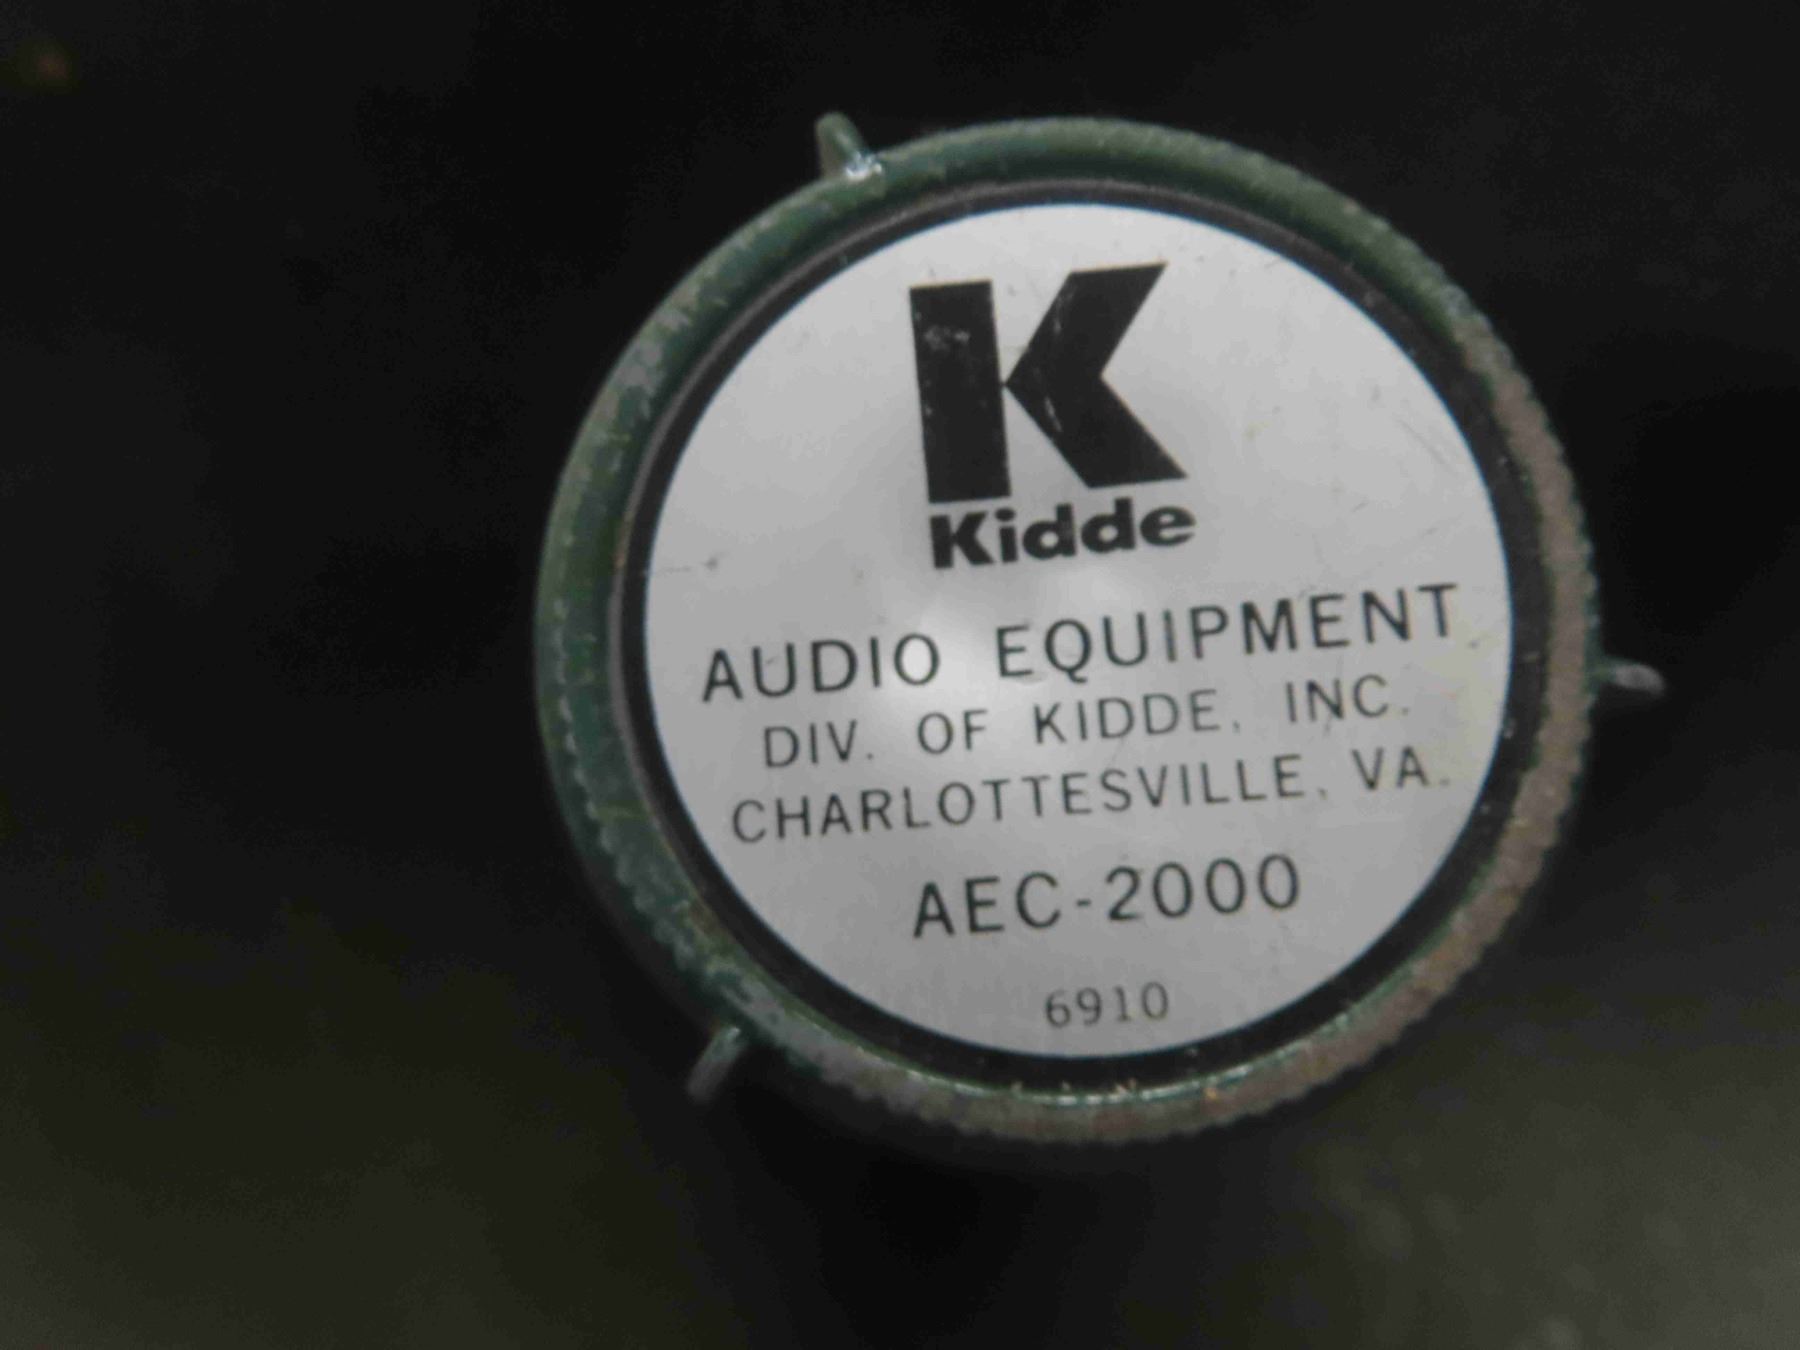 K
Kidde
AUDIO EQUIPMENT
DIV. OF KIDDE, INC.
CHARLOTTESVILLE, VA.
AEC-2000
6910